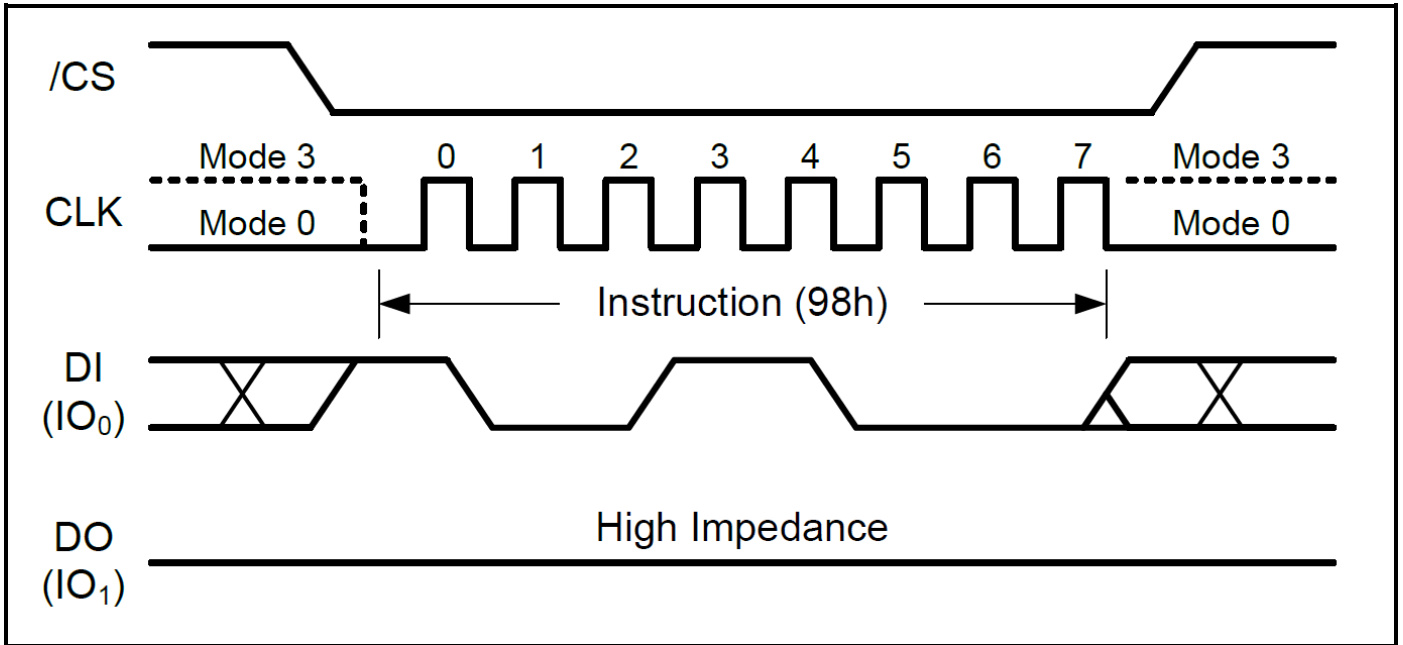 /CS
Mode 3 0 1 2 3 4 5 6 7 Mode 3
CLK
Mode 0 Mode 0
Instruction (98h)
DI
(IO₀)
High Impedance
DO
(IO₁)